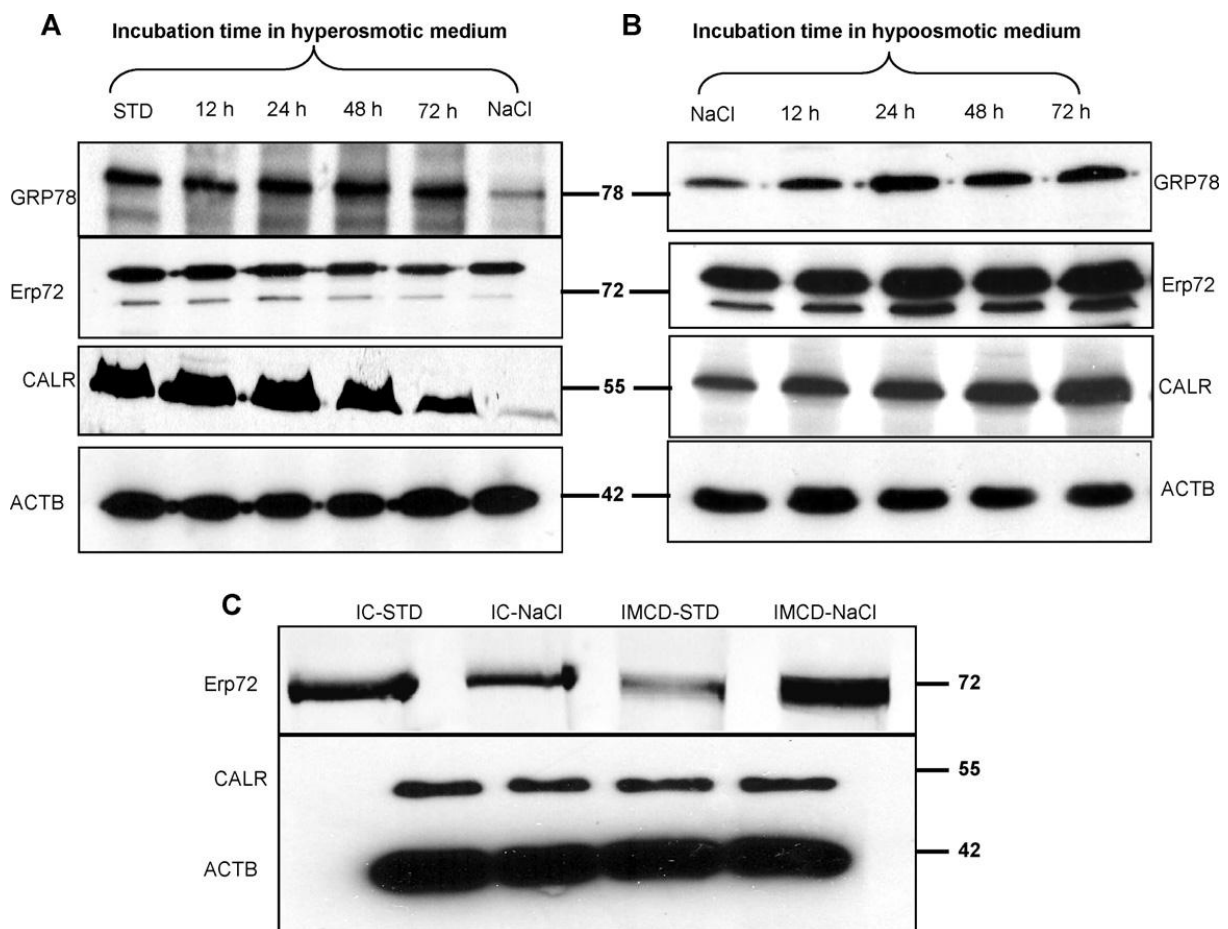 A
Incubation time in hyperosmotic medium
STD 12 h 24 h 48 h 72 h NaCl
GRP78
Erp72
CALR
ACTB
78
72
55
42
B
Incubation time in hypoosmotic medium
NaCl 12 h 24 h 48 h 72 h
GRP78
Erp72
CALR
ACTB
C
IC-STD IC-NaCl IMCD-STD IMCD-NaCl
Erp72
CALR
ACTB
72
55
42